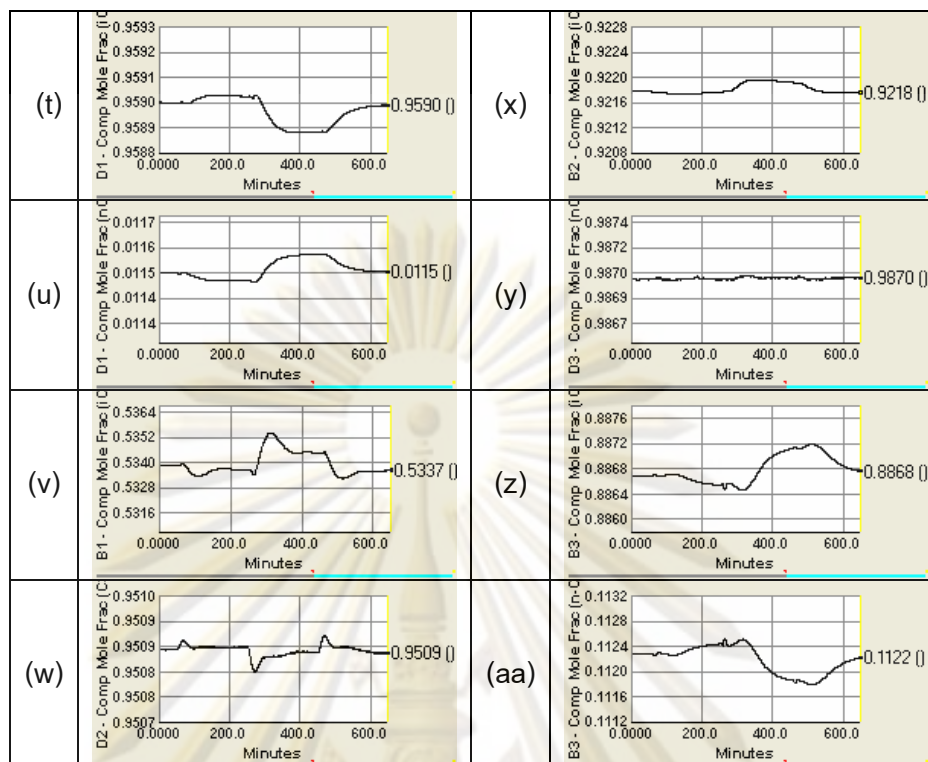 (t)
D1 - Comp Mole Frac (i C
0.9593
0.9592
0.9591
0.9590
0.9589
0.9588
0.9590 ()
0.0000 200.0 400.0 600.0
Minutes
(x)
B2 - Comp Mole Frac (i C
0.9228
0.9224
0.9220
0.9216
0.9212
0.9208
0.9218 ()
0.0000 200.0 400.0 600.0
Minutes
(u)
D1 - Comp Mole Frac (n-C
0.0117
0.0116
0.0115
0.0114
0.0114
0.0115 ()
0.0000 200.0 400.0 600.0
Minutes
(y)
D3 - Comp Mole Frac (i C
0.9874
0.9872
0.9870
0.9869
0.9867
0.9870 ()
0.0000 200.0 400.0 600.0
Minutes
(v)
B1 - Comp Mole Frac (i C
0.5364
0.5352
0.5340
0.5328
0.5316
0.5337 ()
0.0000 200.0 400.0 600.0
Minutes
(z)
B3 - Comp Mole Frac (i C
0.8876
0.8872
0.8868
0.8864
0.8860
0.8868 ()
0.0000 200.0 400.0 600.0
Minutes
(w)
D2 - Comp Mole Frac (C
0.9510
0.9509
0.9509
0.9508
0.9508
0.9507
0.9509 ()
0.0000 200.0 400.0 600.0
Minutes
(aa)
B3 - Comp Mole Frac (n-C
0.1132
0.1128
0.1124
0.1120
0.1116
0.1112
0.1122 ()
0.0000 200.0 400.0 600.0
Minutes